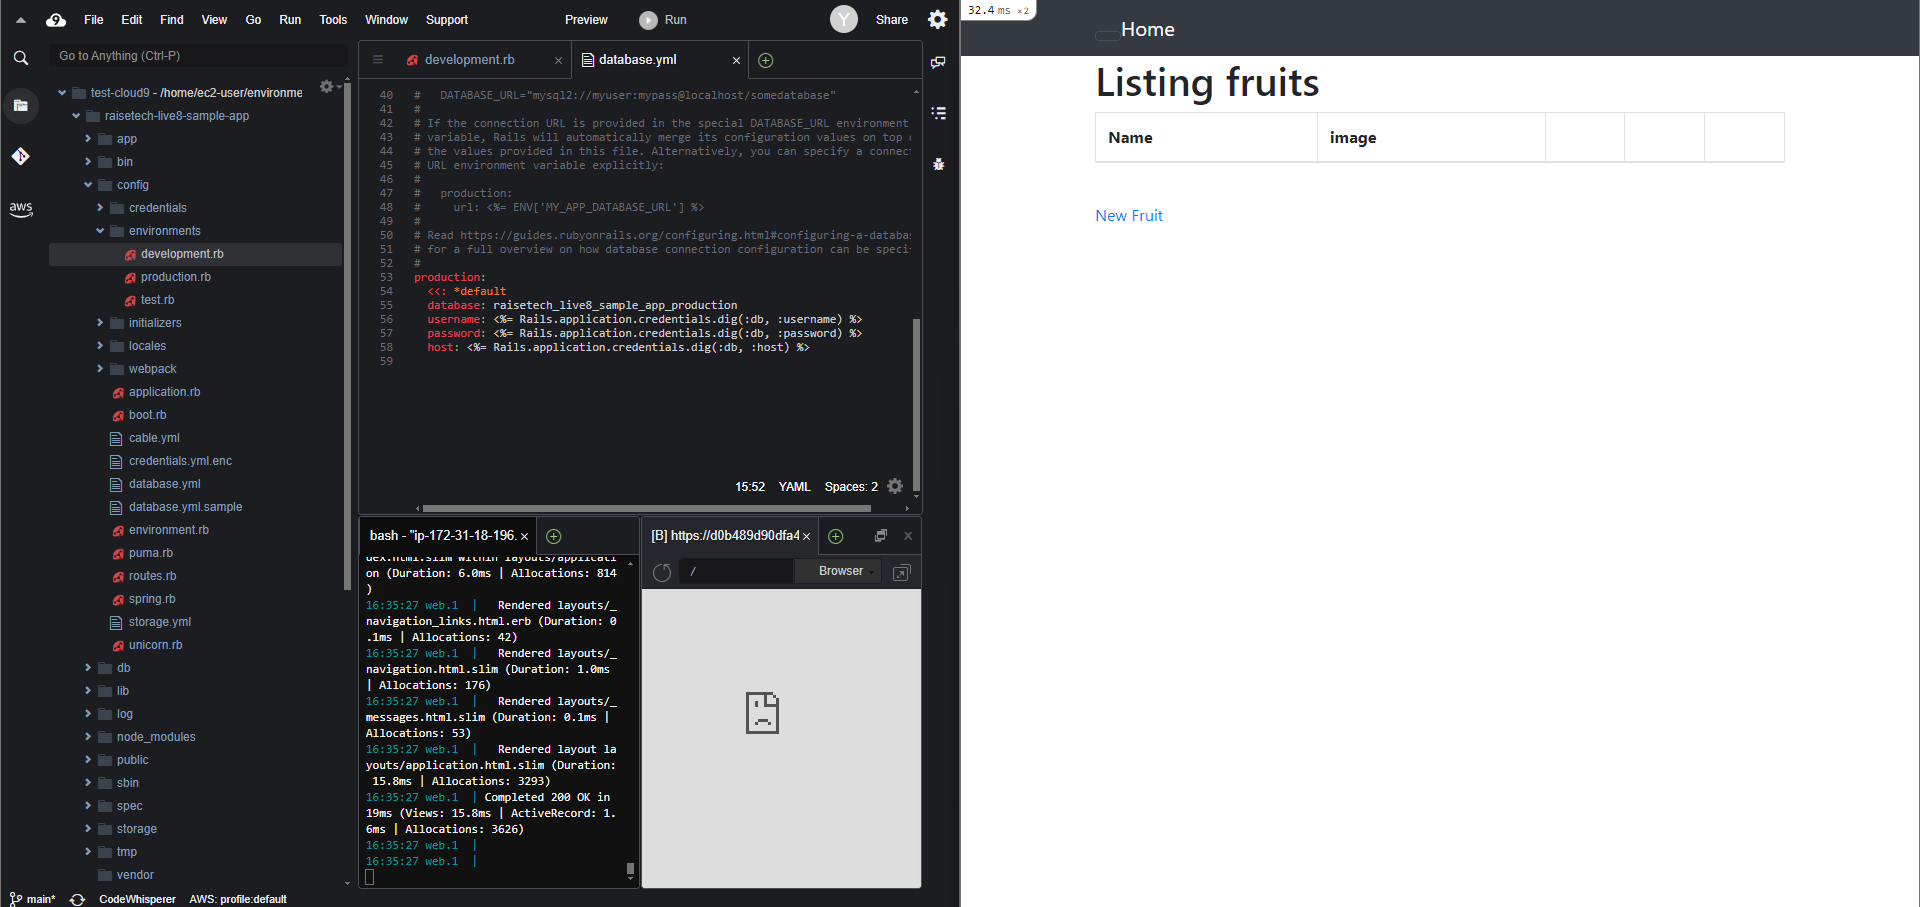 File Edit Find View Go Run Tools Window Support Preview Run Y Share
Go to Anything (Ctrl-P)
aws
test-cloud9 - /home/ec2-user/environme
raisetech-live8-sample-app
app
bin
config
credentials
environments
development.rb
production.rb
test.rb
initializers
locales
webpack
application.rb
boot.rb
cable.yml
credentials.yml.enc
database.yml
database.yml.sample
environment.rb
puma.rb
routes.rb
spring.rb
storage.yml
unicorn.rb
db
lib
log
node_modules
public
sbin
spec
storage
tmp
vendor
main* CodeWhisperer AWS: profile:default
development.rb database.yml
40 # DATABASE_URL="mysql2://myuser:mypass@localhost/somedatabase"
41 #
42 # If the connection URL is provided in the special DATABASE_URL environment
43 # variable, Rails will automatically merge its configuration values on top
44 # the values provided in this file. Alternatively, you can specify a connec
45 # URL environment variable explicitly:
46 #
47 # production:
48 # url: <%= ENV['MY_APP_DATABASE_URL'] %>
49 #
50 # Read https://guides.rubyonrails.org/configuring.html#configuring-a-databa
51 # for a full overview on how database connection configuration can be speci
52 #
53 production:
54 <<: *default
55 database: raisetech_live8_sample_app_production
56 username: <%= Rails.application.credentials.dig(:db, :username) %>
57 password: <%= Rails.application.credentials.dig(:db, :password) %>
58 host: <%= Rails.application.credentials.dig(:db, :host) %>
59
15:52 YAML Spaces: 2
bash - "ip-172-31-18-196.
dex.html.slim within layouts/applicati
on (Duration: 6.0ms | Allocations: 814
)
16:35:27 web.1 | Rendered layouts/_
navigation_links.html.erb (Duration: 0
.1ms | Allocations: 42)
16:35:27 web.1 | Rendered layouts/_
navigation.html.slim (Duration: 1.0ms
| Allocations: 176)
16:35:27 web.1 | Rendered layouts/_
messages.html.slim (Duration: 0.1ms |
Allocations: 53)
16:35:27 web.1 | Rendered layout la
youts/application.html.slim (Duration:
15.8ms | Allocations: 3293)
16:35:27 web.1 | Completed 200 OK in
19ms (Views: 15.8ms | ActiveRecord: 1.
6ms | Allocations: 3626)
16:35:27 web.1 |
16:35:27 web.1 |
[B] https://d0b489d90dfa4
/ Browser
32.4 ms ×2
Home
Listing fruits
Name image
New Fruit